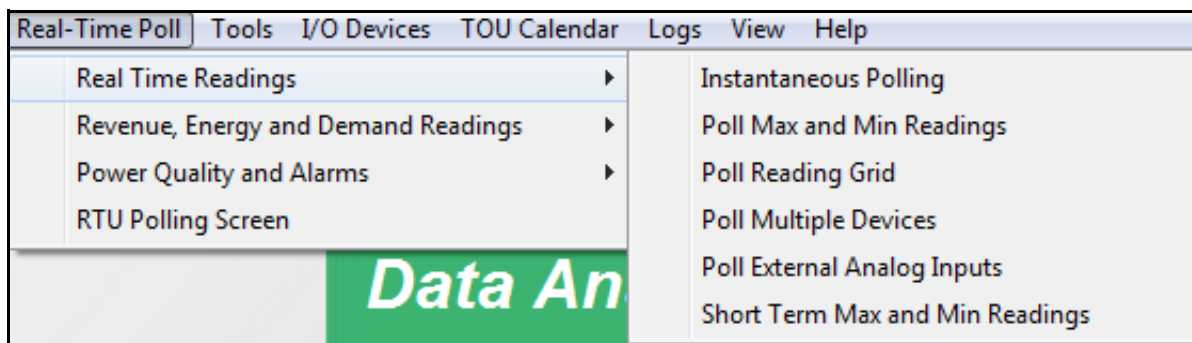 Real-Time Poll Tools I/O Devices TOU Calendar Logs View Help
Real Time Readings
Revenue, Energy and Demand Readings
Power Quality and Alarms
RTU Polling Screen
Instantaneous Polling
Poll Max and Min Readings
Poll Reading Grid
Poll Multiple Devices
Poll External Analog Inputs
Short Term Max and Min Readings
Data An